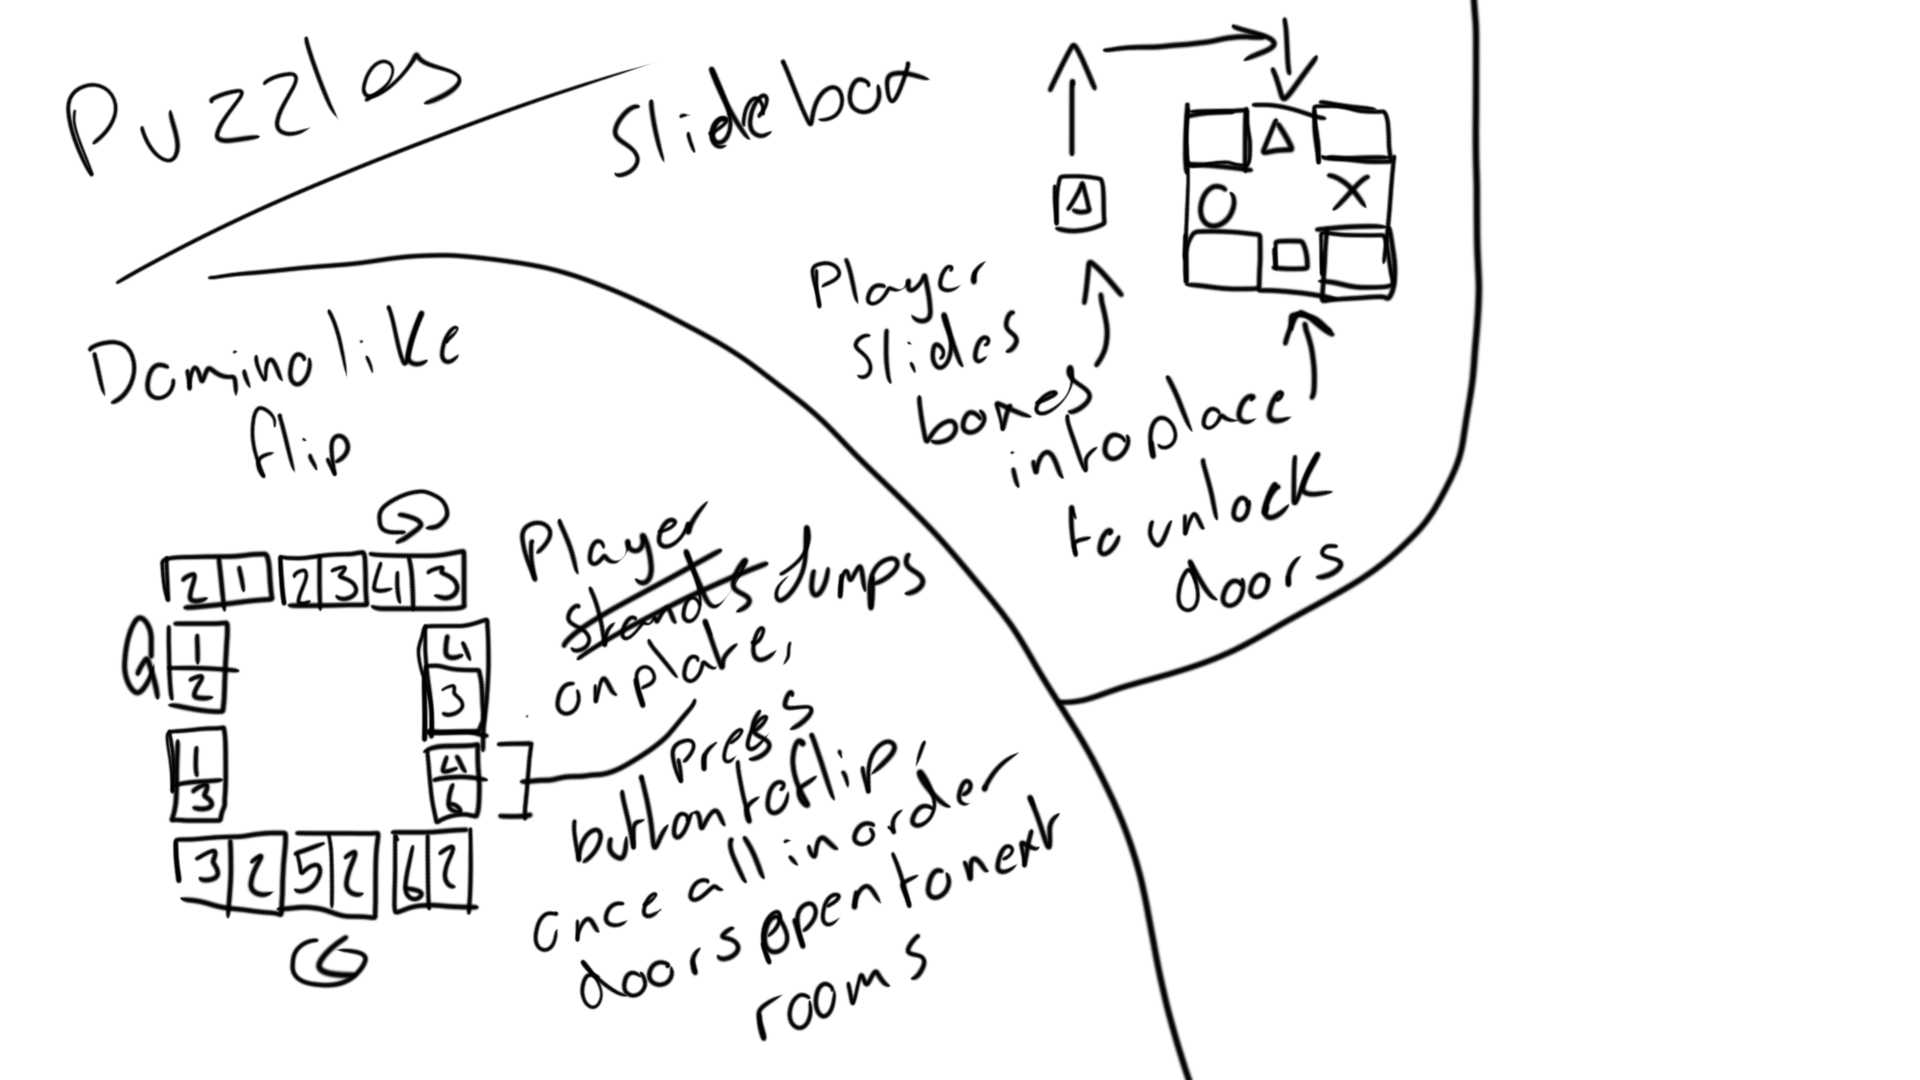 Puzzles
Slidebox
Player
slides
boxes
into place
to unlock
doors
Domino like
flip
Player
stands Jumps
on plate,
press
button to flip,
once all in order
doors open to next
rooms
2 1 2 3 4 3
1
2
1
3
4
3
4
6
3 2 5 2 6 2
O
X